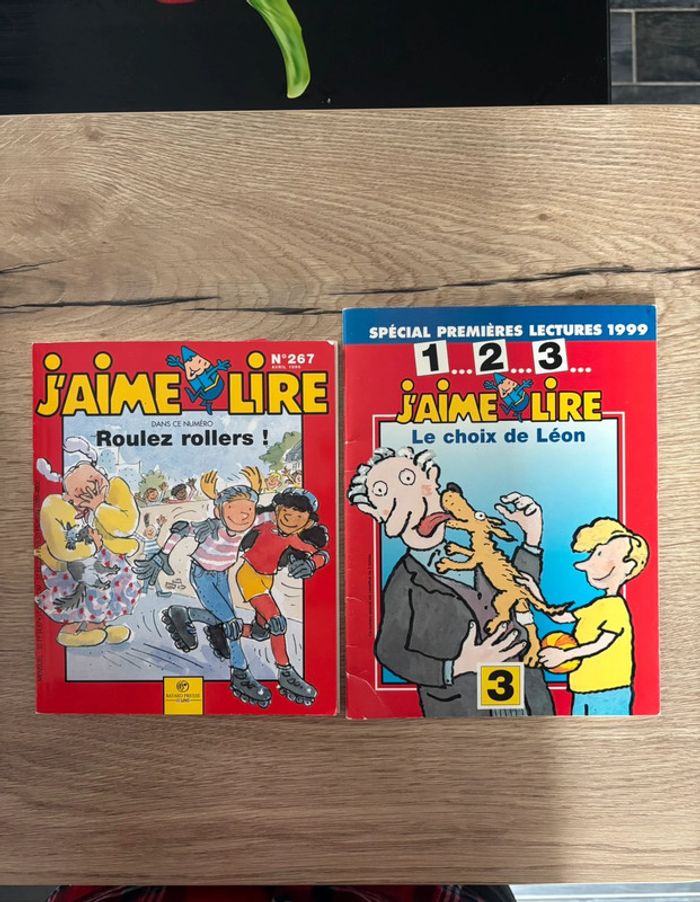 N°267
AVRIL 1999
J'AIME LIRE
DANS CE NUMÉRO
Roulez rollers !
BAYARD PRESSE
SPÉCIAL PREMIÈRES LECTURES 1999
1...2...3...
J'AIME LIRE
Le choix de Léon
3